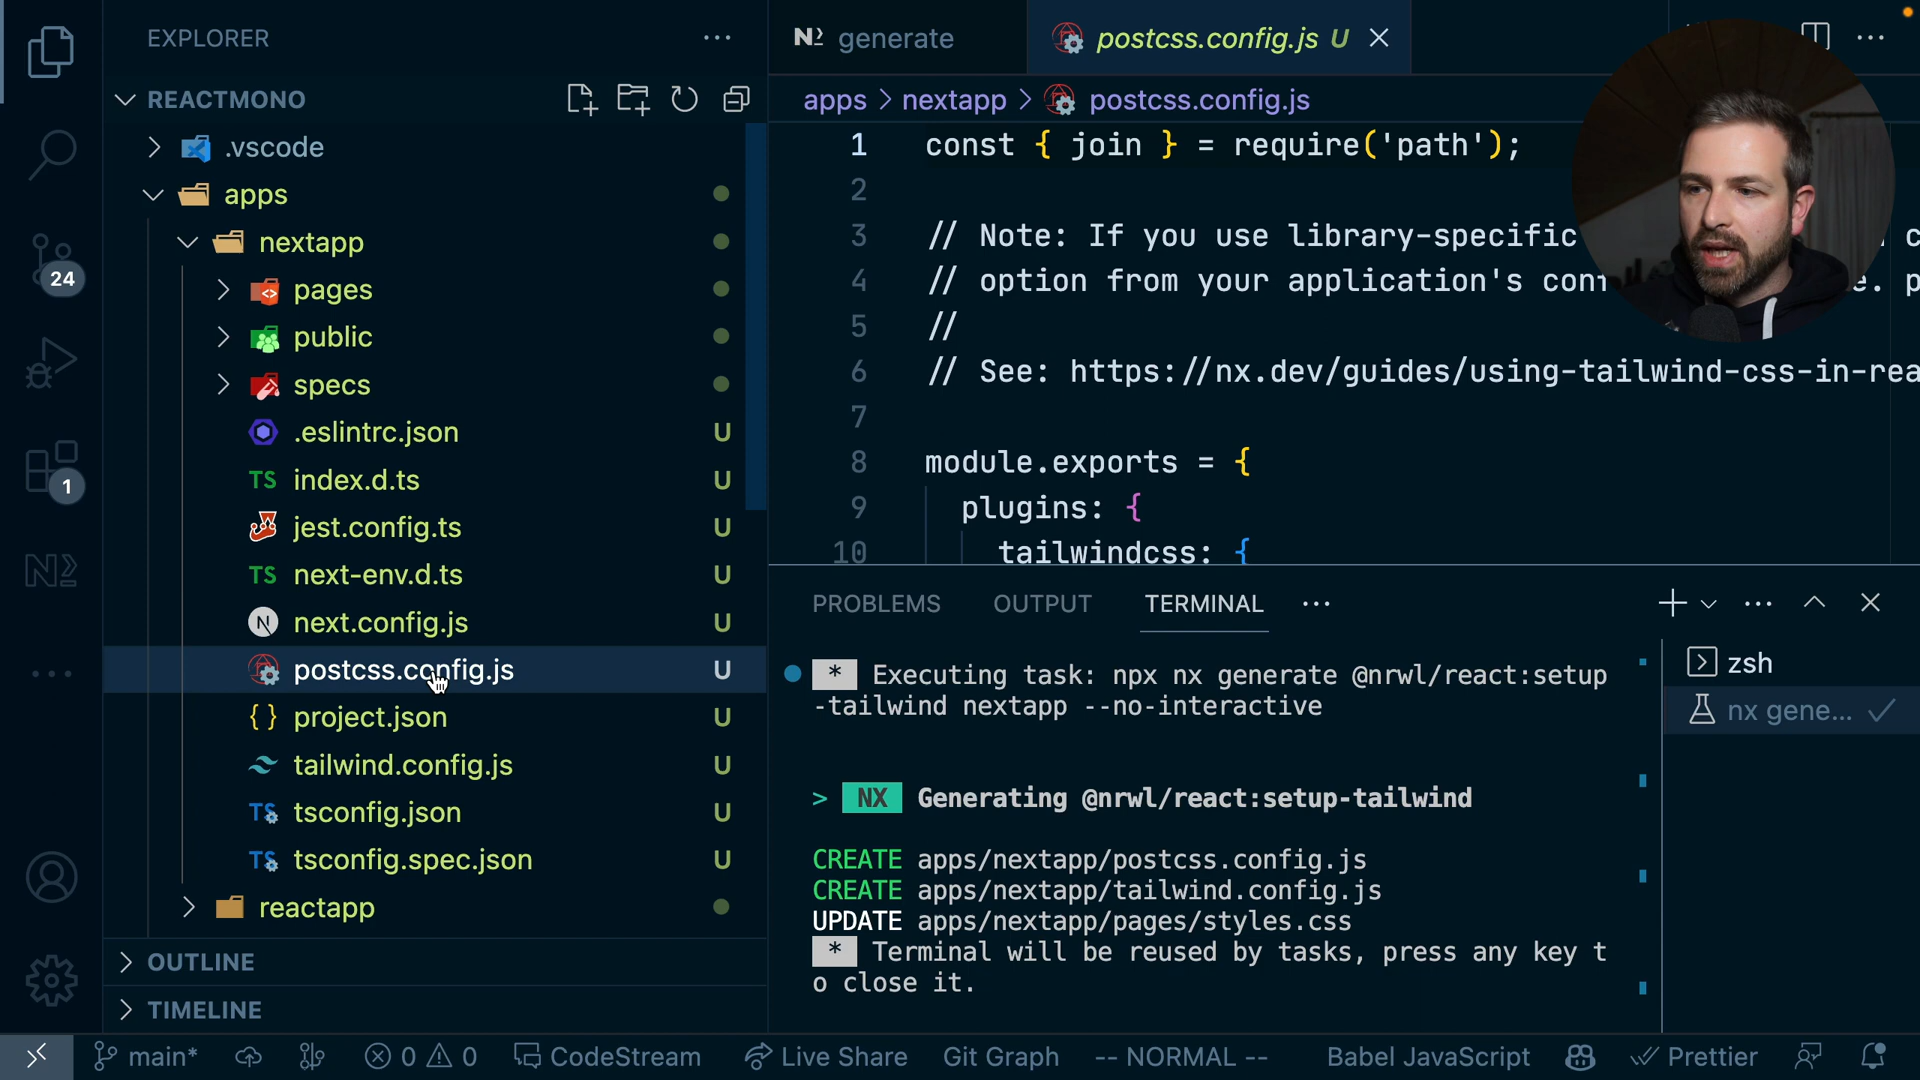 EXPLORER
REACTMONO
.vscode
apps
nextapp
pages
public
specs
.eslintrc.json U
index.d.ts U
jest.config.ts U
next-env.d.ts U
next.config.js U
postcss.config.js U
project.json U
tailwind.config.js U
tsconfig.json U
tsconfig.spec.json U
reactapp
OUTLINE
TIMELINE
24
1
generate
postcss.config.js U
apps > nextapp > postcss.config.js
1 const { join } = require('path');
2
3 // Note: If you use library-specific
4 // option from your application's
5 //
6 // See: https://nx.dev/guides/using-tailwind-css-in-rea
7
8 module.exports = {
9 plugins: {
10 tailwindcss: {
PROBLEMS OUTPUT TERMINAL
* Executing task: npx nx generate @nrwl/react:setup
-tailwind nextapp --no-interactive
> NX Generating @nrwl/react:setup-tailwind
CREATE apps/nextapp/postcss.config.js
CREATE apps/nextapp/tailwind.config.js
UPDATE apps/nextapp/pages/styles.css
* Terminal will be reused by tasks, press any key t
o close it.
zsh
nx gene...
main* 0 0 CodeStream Live Share Git Graph -- NORMAL -- Babel JavaScript Prettier